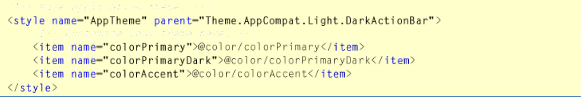 <style name="AppTheme" parent="Theme.AppCompat.Light.DarkActionBar">
<item name="colorPrimary">@color/colorPrimary</item>
<item name="colorPrimaryDark">@color/colorPrimaryDark</item>
<item name="colorAccent">@color/colorAccent</item>
</style>